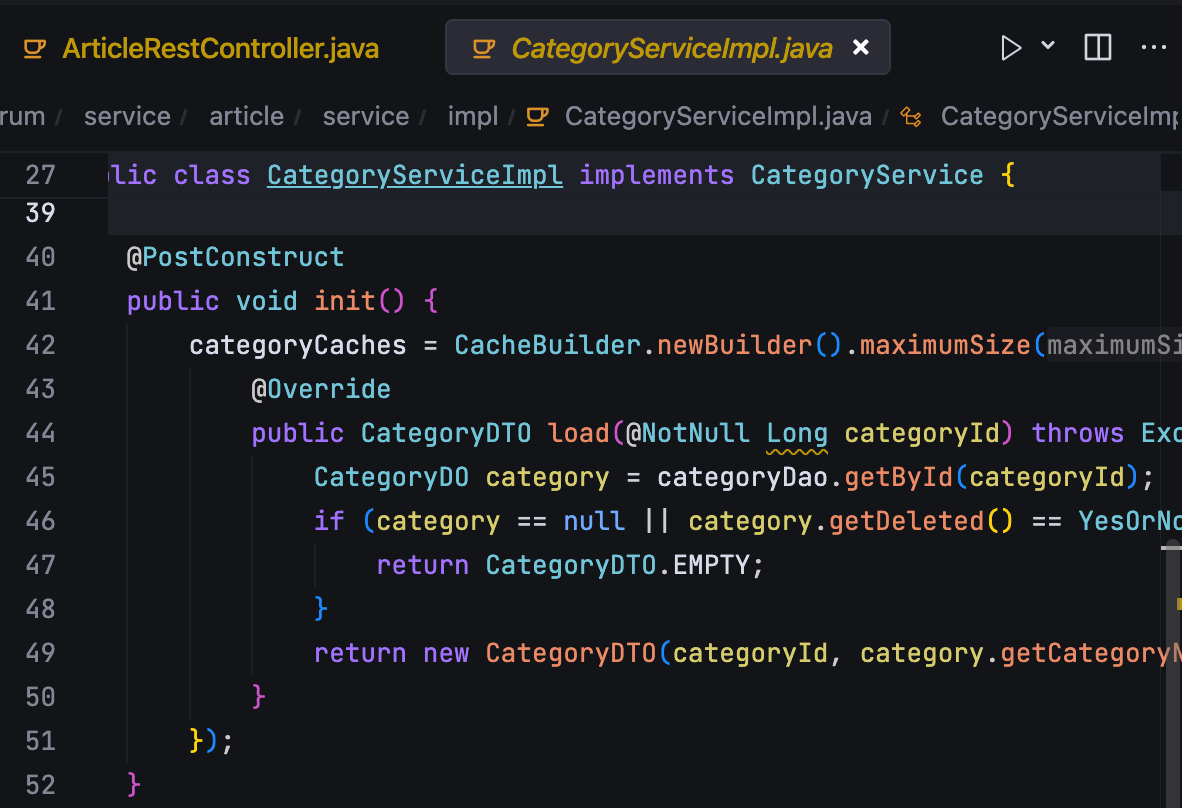 ArticleRestController.java CategoryServiceImpl.java
rum / service / article / service / impl / CategoryServiceImpl.java / CategoryServiceImp
27 lic class CategoryServiceImpl implements CategoryService {
39
40 @PostConstruct
41 public void init() {
42 categoryCaches = CacheBuilder.newBuilder().maximumSize(maximumSi
43 @Override
44 public CategoryDTO load(@NotNull Long categoryId) throws Exc
45 CategoryDO category = categoryDao.getById(categoryId);
46 if (category == null || category.getDeleted() == YesOrNo
47 return CategoryDTO.EMPTY;
48 }
49 return new CategoryDTO(categoryId, category.getCategoryN
50 }
51 });
52 }